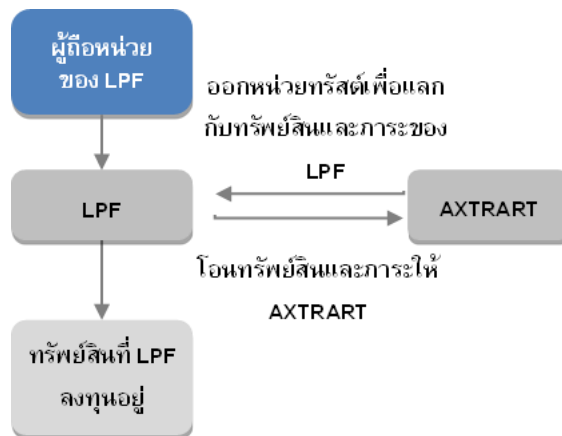 ผู้ถือหน่วย
ของ LPF
ออกหน่วยทรัสต์เพื่อแลก
กับทรัพย์สินและภาระของ
LPF
LPF
AXTRART
โอนทรัพย์สินและภาระให้
AXTRART
ทรัพย์สินที่ LPF
ลงทุนอยู่